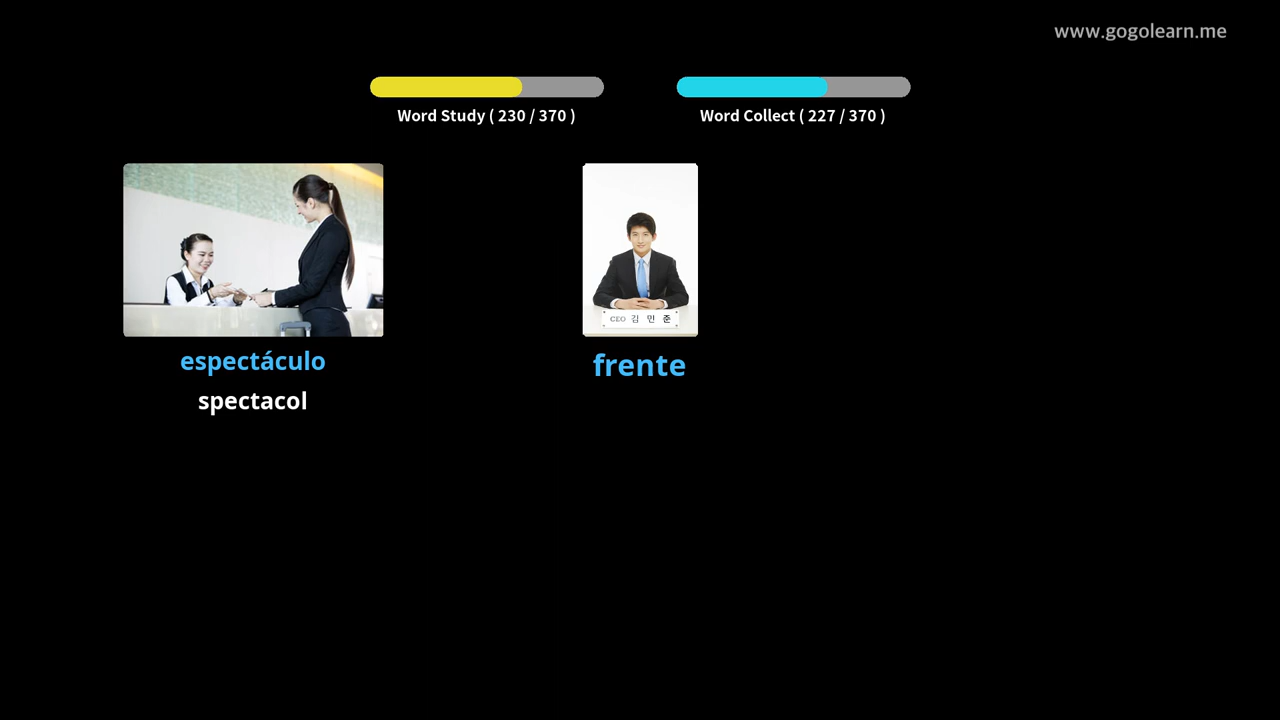 www.gogolearn.me
Word Study ( 230 / 370 )
Word Collect ( 227 / 370 )
CEO 김 민 준
espectáculo
spectacol
frente